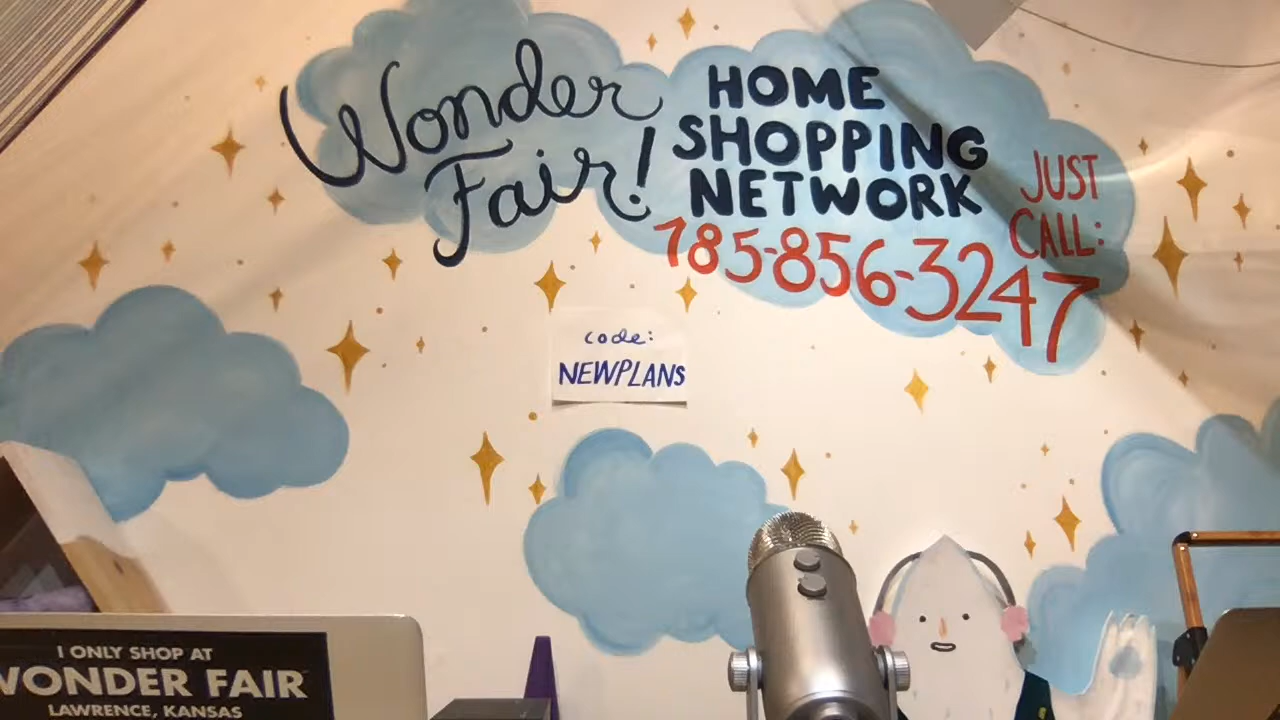 Wonder
Fair!
HOME
SHOPPING
NETWORK
JUST
CALL:
785-856-3247
code:
NEWPLANS
I ONLY SHOP AT
WONDER FAIR
LAWRENCE, KANSAS